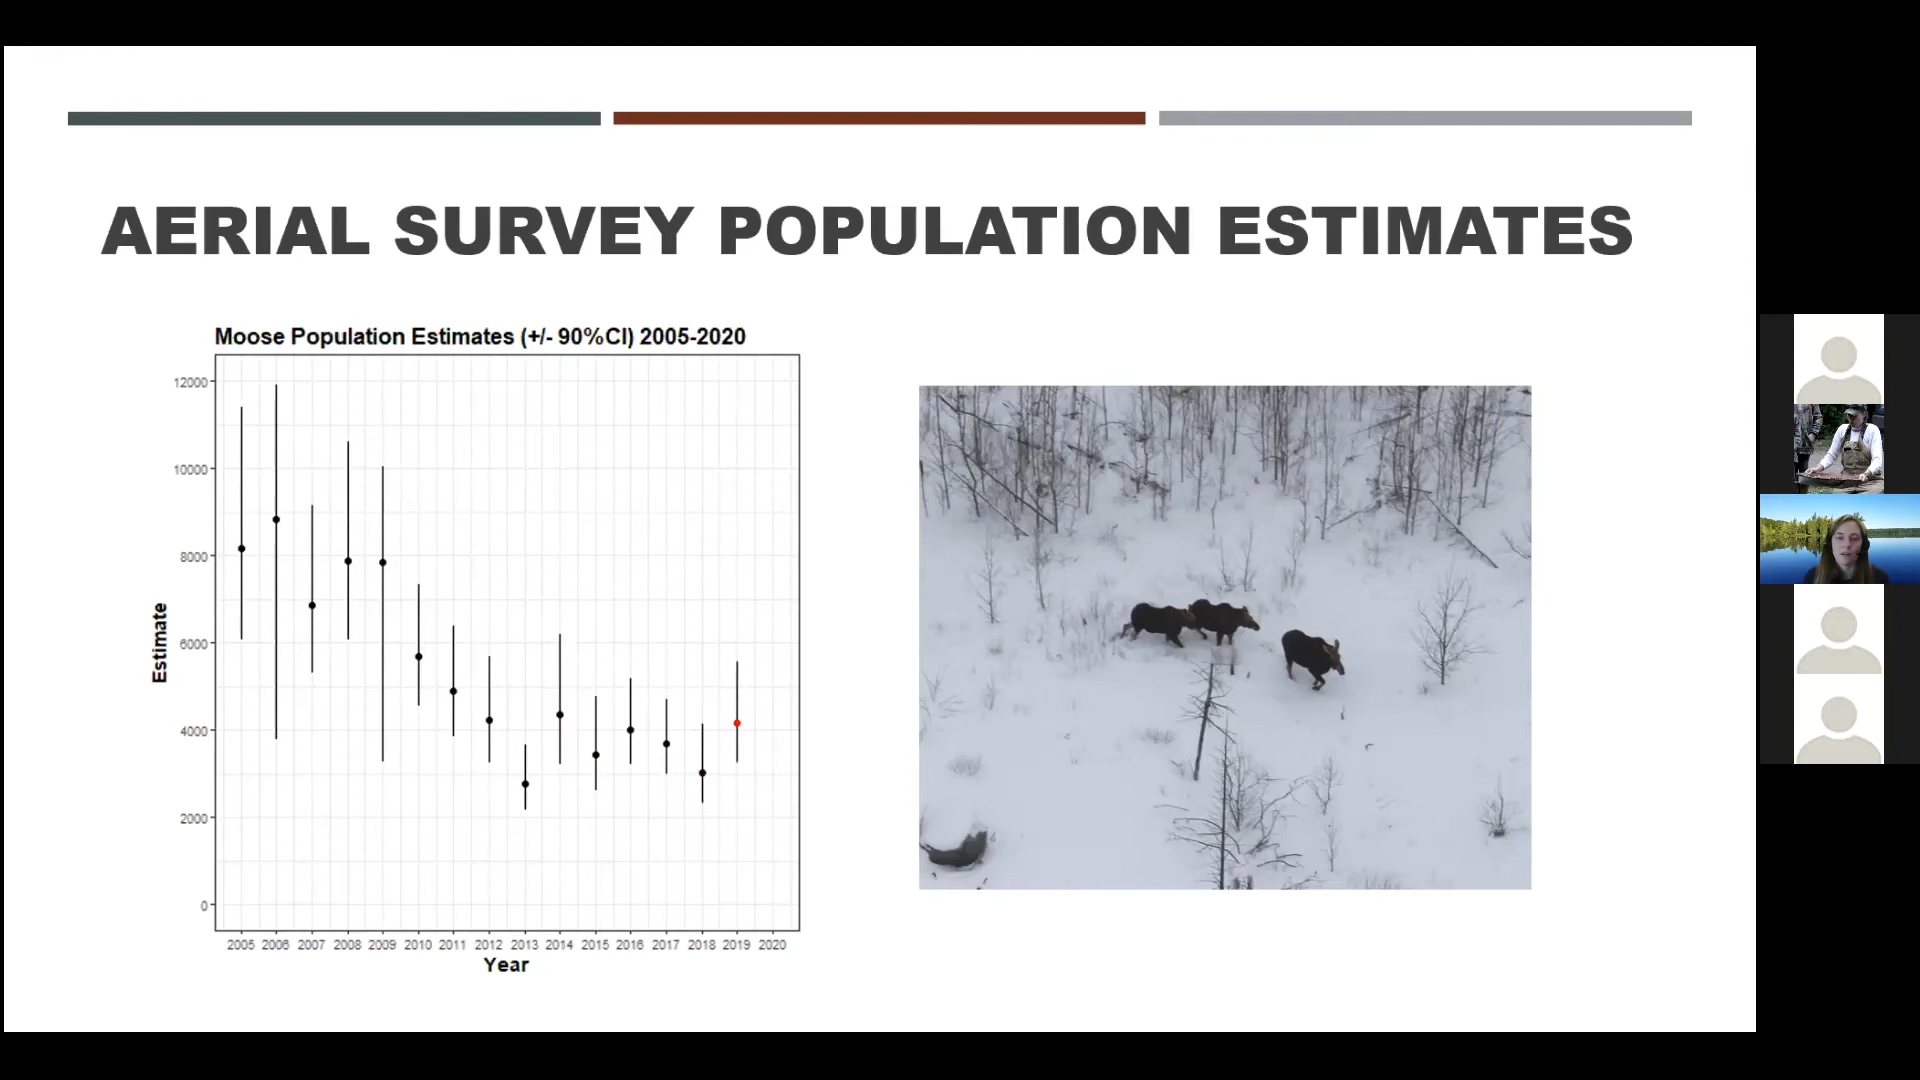 AERIAL SURVEY POPULATION ESTIMATES
Moose Population Estimates (+/- 90%CI) 2005-2020
12000
10000
8000
6000
4000
2000
0
Estimate
2005 2006 2007 2008 2009 2010 2011 2012 2013 2014 2015 2016 2017 2018 2019 2020
Year